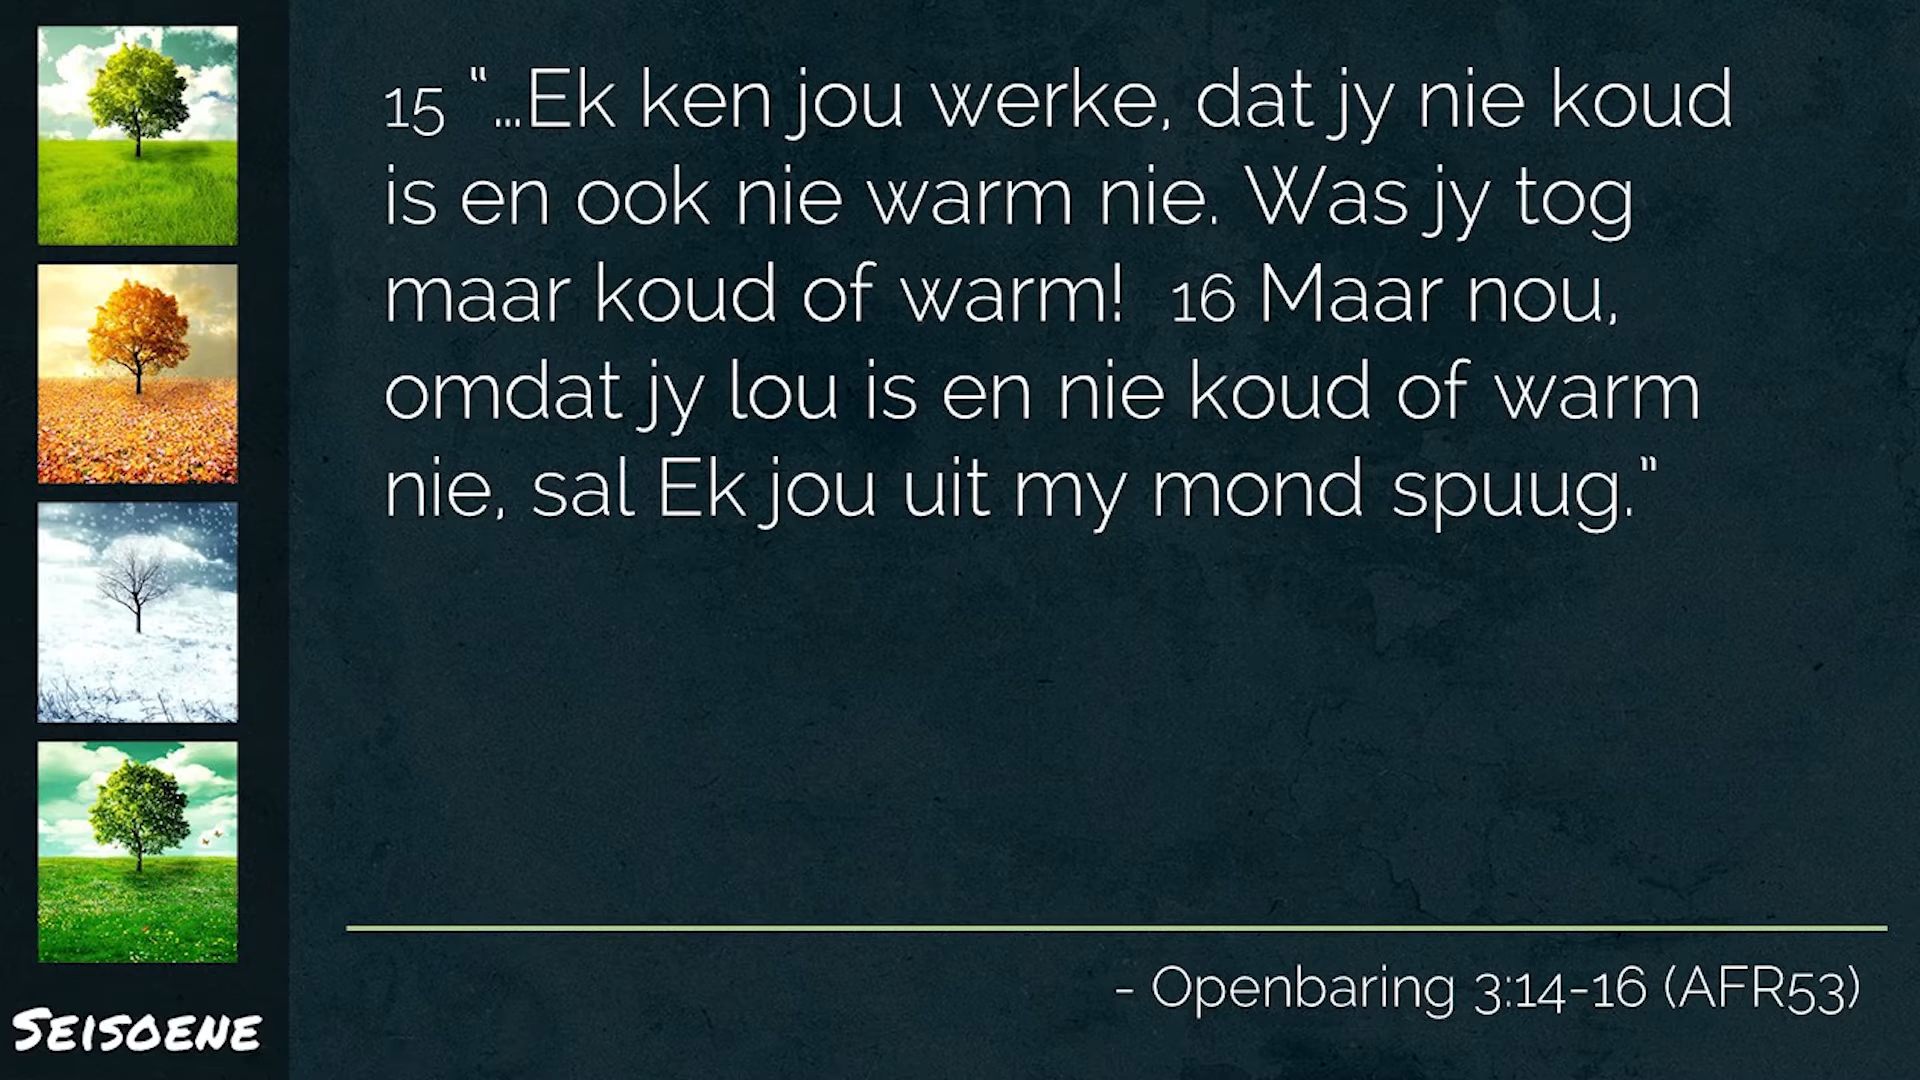 15 “...Ek ken jou werke, dat jy nie koud
is en ook nie warm nie. Was jy tog
maar koud of warm! 16 Maar nou,
omdat jy lou is en nie koud of warm
nie, sal Ek jou uit my mond spuug.”
- Openbaring 3:14-16 (AFR53)
SEISOENE